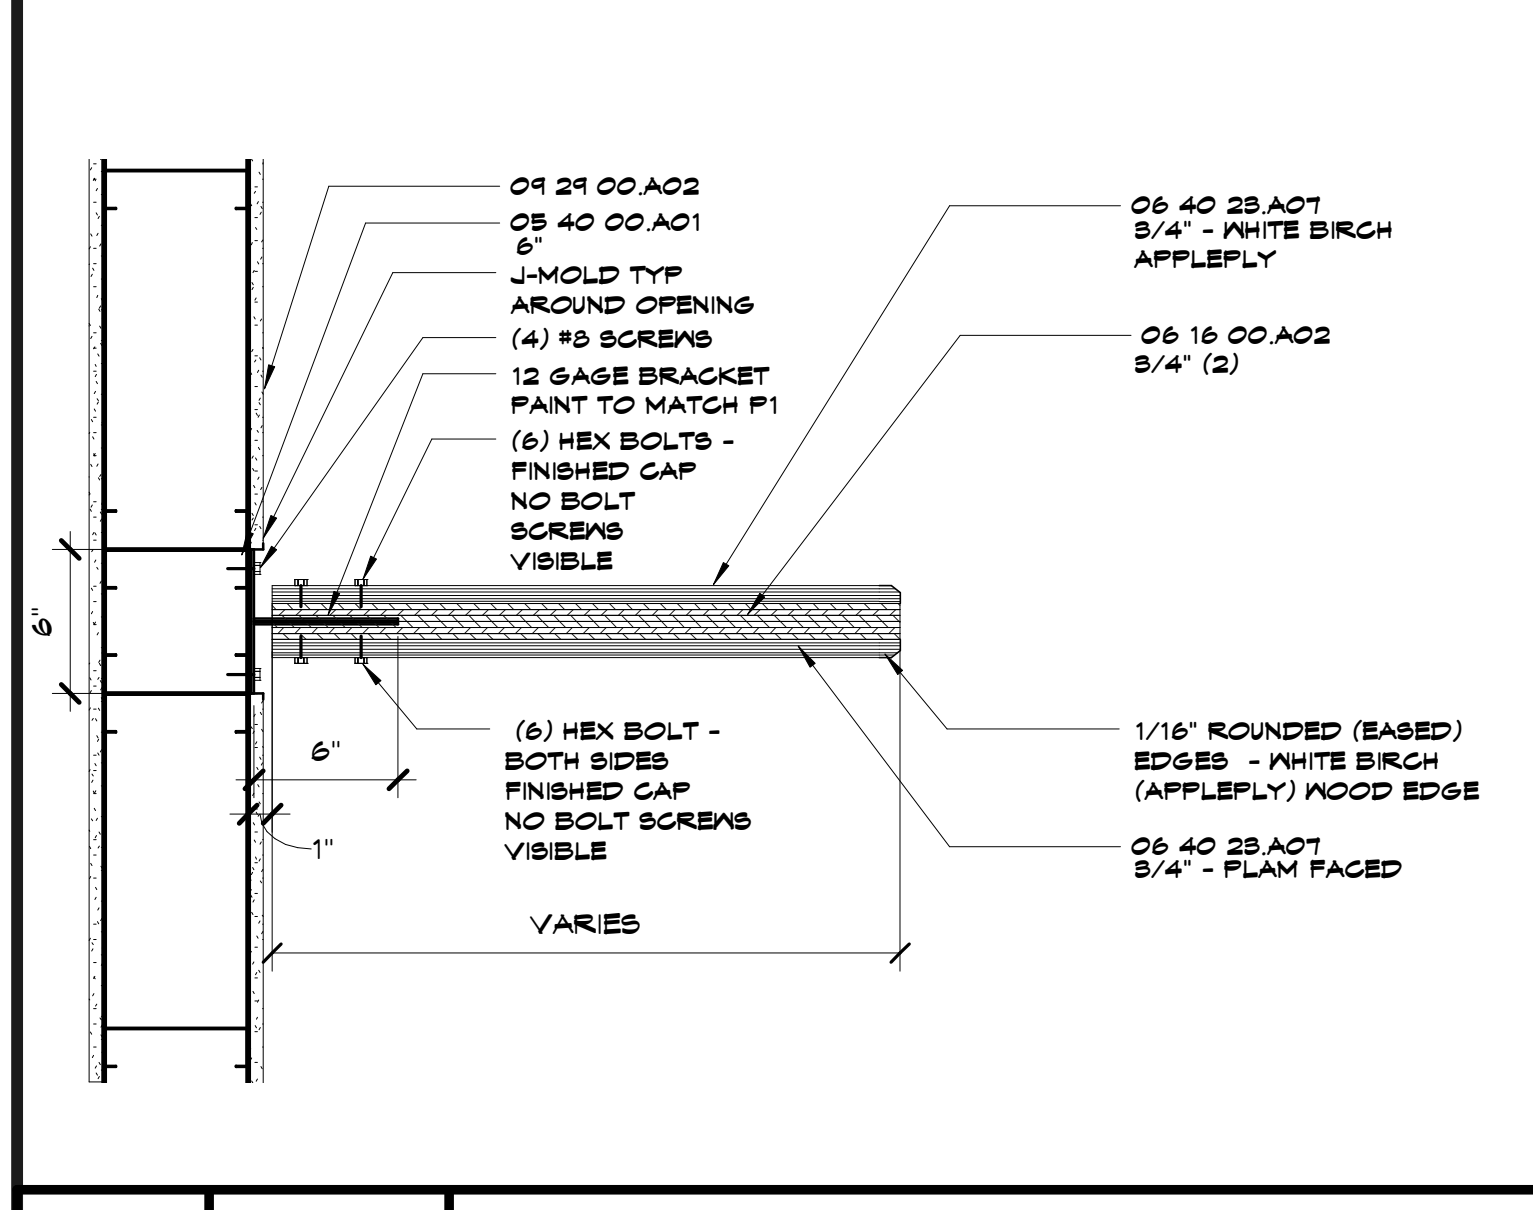 09 29 00.A02
05 40 00.A01
6"
J-MOLD TYP
AROUND OPENING
(4) #8 SCREWS
12 GAGE BRACKET
PAINT TO MATCH P1
(6) HEX BOLTS -
FINISHED CAP
NO BOLT
SCREWS
VISIBLE
06 40 23.A07
3/4" - WHITE BIRCH
APPLEPLY
06 16 00.A02
3/4" (2)
6"
6"
1"
(6) HEX BOLT -
BOTH SIDES
FINISHED CAP
NO BOLT SCREWS
VISIBLE
VARIES
1/16" ROUNDED (EASED)
EDGES - WHITE BIRCH
(APPLEPLY) WOOD EDGE
06 40 23.A07
3/4" - PLAM FACED